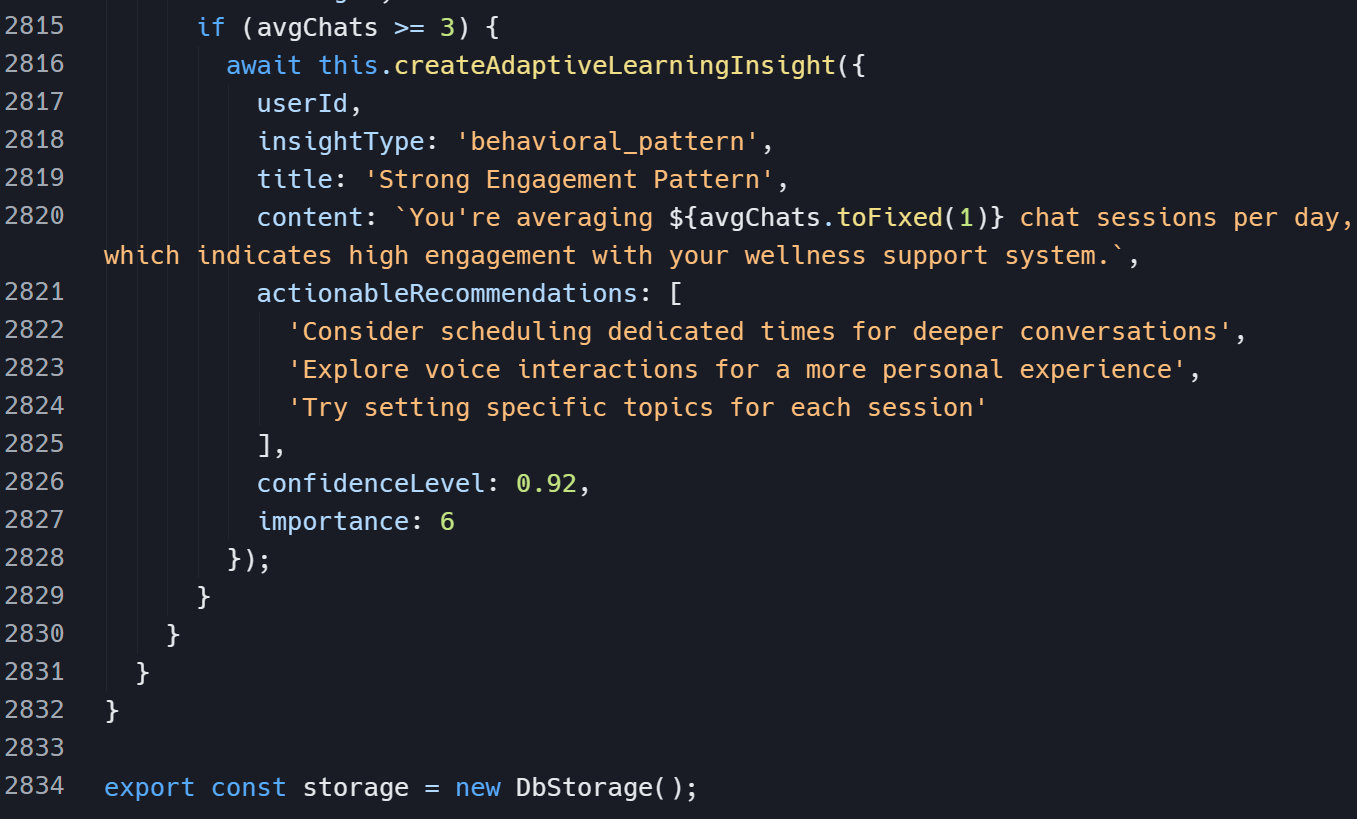 2815 if (avgChats >= 3) {
2816 await this.createAdaptiveLearningInsight({
2817 userId,
2818 insightType: 'behavioral_pattern',
2819 title: 'Strong Engagement Pattern',
2820 content: `You're averaging ${avgChats.toFixed(1)} chat sessions per day,
which indicates high engagement with your wellness support system.`,
2821 actionableRecommendations: [
2822 'Consider scheduling dedicated times for deeper conversations',
2823 'Explore voice interactions for a more personal experience',
2824 'Try setting specific topics for each session'
2825 ],
2826 confidenceLevel: 0.92,
2827 importance: 6
2828 });
2829 }
2830 }
2831 }
2832 }
2833
2834 export const storage = new DbStorage();